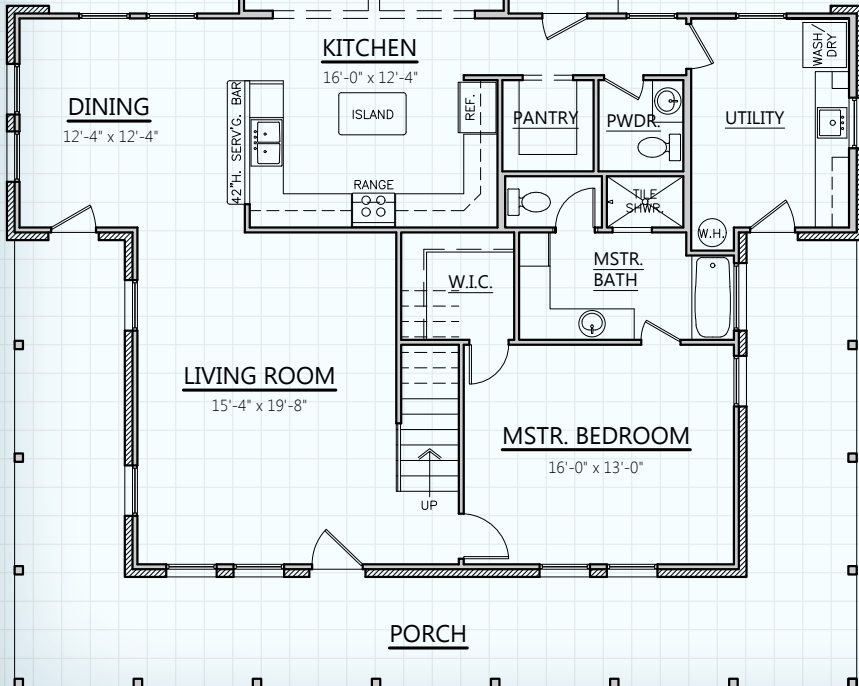 KITCHEN
16'-0" x 12'-4"
WASH/
DRY
DINING
12'-4" x 12'-4"
42"H. SERV'G. BAR
ISLAND
REF.
PANTRY
PWDR.
UTILITY
RANGE
TILE
SHWR.
W.H.
W.I.C.
MSTR.
BATH
LIVING ROOM
15'-4" x 19'-8"
MSTR. BEDROOM
16'-0" x 13'-0"
UP
PORCH